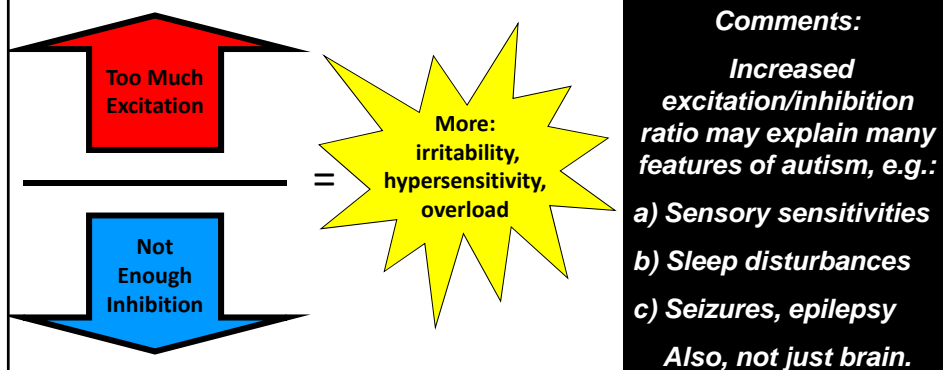 Too Much
Excitation
Not
Enough
Inhibition
=
More:
irritability,
hypersensitivity,
overload
Comments:
Increased
excitation/inhibition
ratio may explain many
features of autism, e.g.:
a) Sensory sensitivities
b) Sleep disturbances
c) Seizures, epilepsy
Also, not just brain.